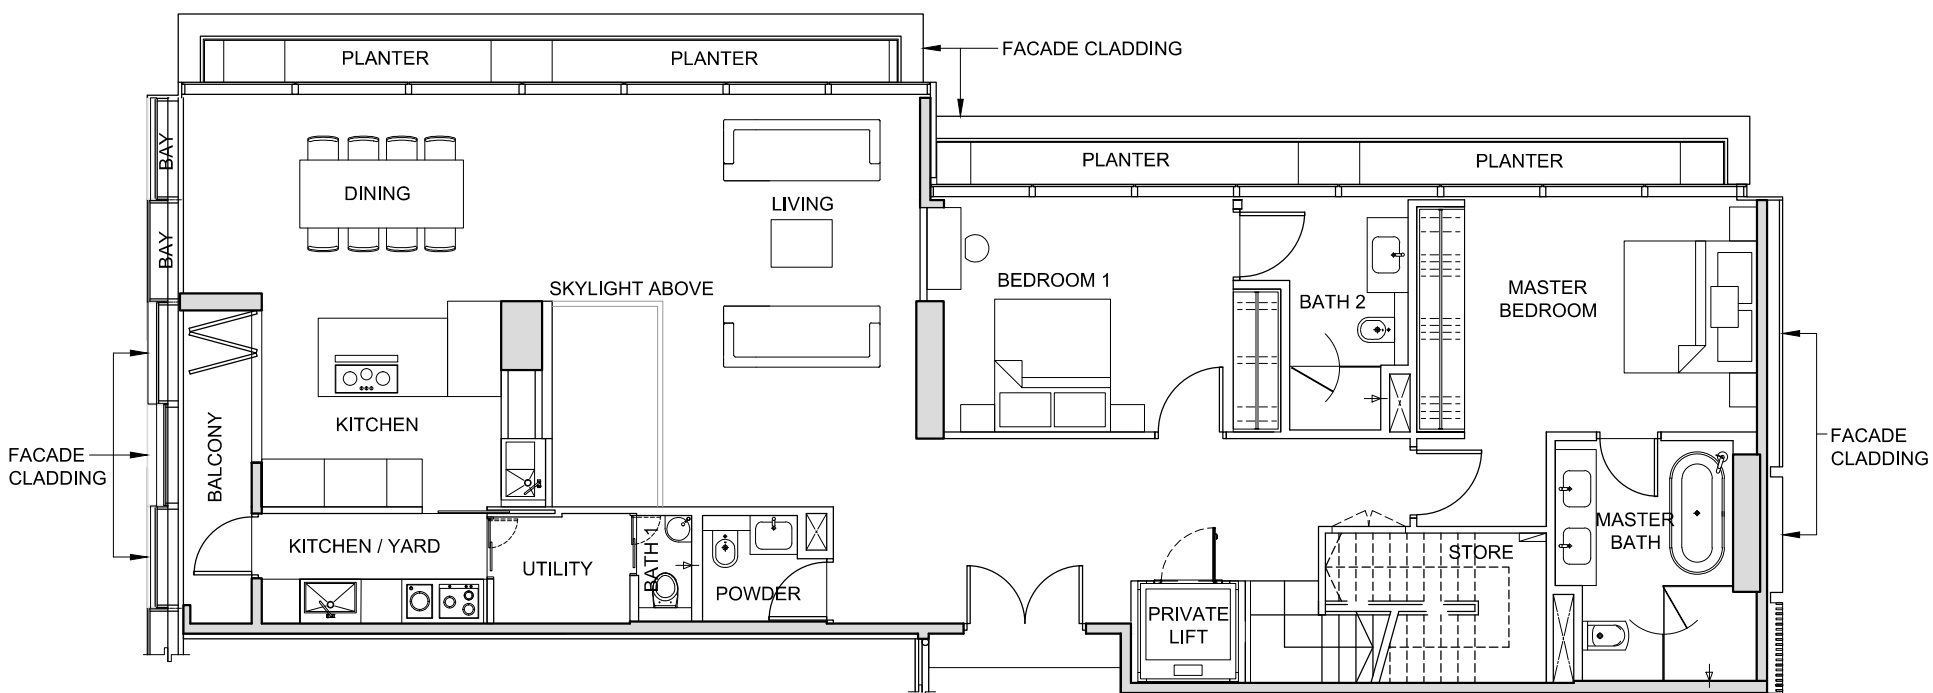 FACADE CLADDING
PLANTER
PLANTER
PLANTER
PLANTER
BAY
BAY
DINING
LIVING
SKYLIGHT ABOVE
BEDROOM 1
BATH 2
MASTER
BEDROOM
KITCHEN
BALCONY
FACADE
CLADDING
FACADE
CLADDING
KITCHEN / YARD
UTILITY
BATH 1
POWDER
PRIVATE
LIFT
STORE
MASTER
BATH